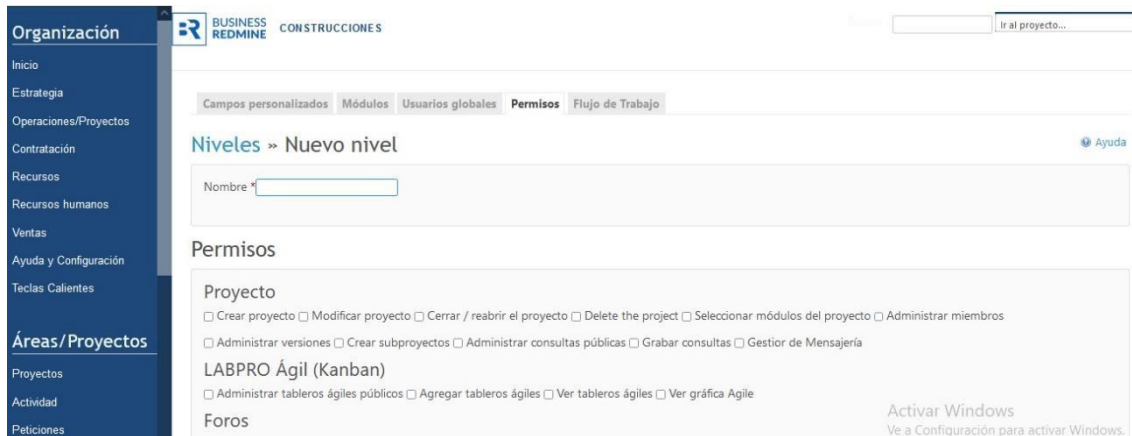 Organización
Inicio
Estrategia
Operaciones/Proyectos
Contratación
Recursos
Recursos humanos
Ventas
Ayuda y Configuración
Teclas Calientes
Áreas/Proyectos
Proyectos
Actividad
Peticiones
BR BUSINESS
REDMINE
CONSTRUCCIONES
Ir al proyecto...
Campos personalizados Módulos Usuarios globales Permisos Flujo de Trabajo
Niveles » Nuevo nivel
Ayuda
Nombre *
Permisos
Proyecto
Crear proyecto Modificar proyecto Cerrar / reabrir el proyecto Delete the project Seleccionar módulos del proyecto Administrar miembros
Administrar versiones Crear subproyectos Administrar consultas públicas Grabar consultas Gestior de Mensajería
LABPRO Ágil (Kanban)
Administrar tableros ágiles públicos Agregar tableros ágiles Ver tableros ágiles Ver gráfica Agile
Foros
Activar Windows
Ve a Configuración para activar Windows.